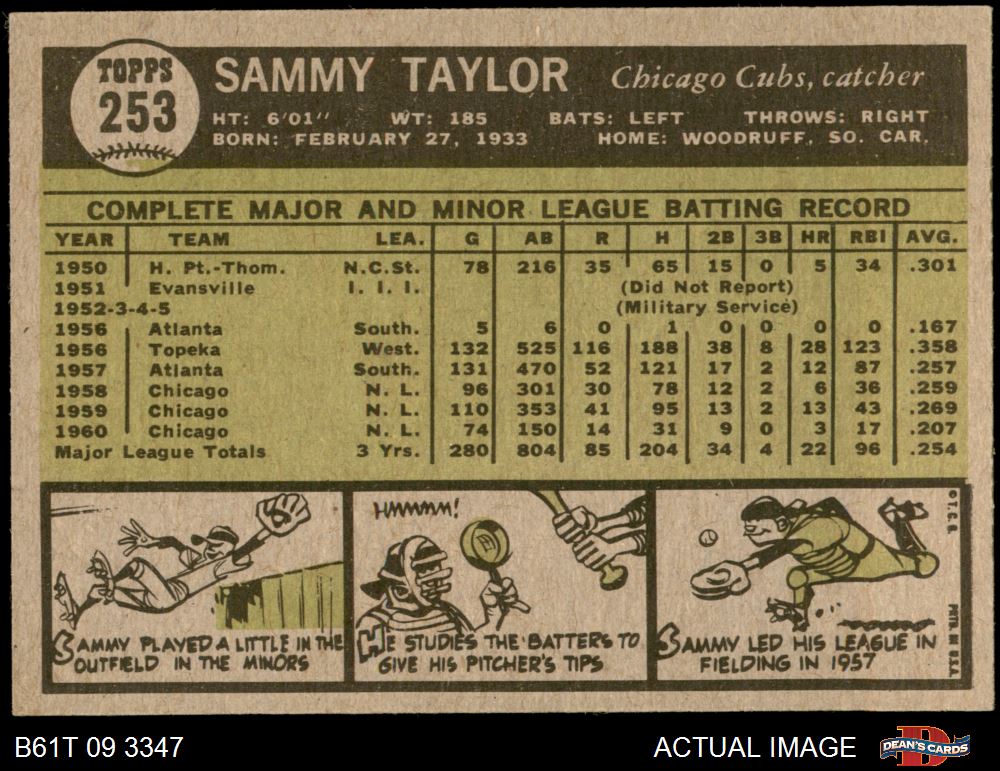 TOPPS
253
SAMMY TAYLOR Chicago Cubs, catcher
HT: 6'01" WT: 185 BATS: LEFT THROWS: RIGHT
BORN: FEBRUARY 27, 1933 HOME: WOODRUFF, SO. CAR.
COMPLETE MAJOR AND MINOR LEAGUE BATTING RECORD
YEAR TEAM LEA. G AB R H 2B 3B HR RBI AVG.
1950 H. Pt.-Thom. N.C.St. 78 216 35 65 15 0 5 34 .301
1951 Evansville I. I. I. (Did Not Report)
1952-3-4-5 (Military Service)
1956 Atlanta South. 5 6 0 1 0 0 0 0 .167
1956 Topeka West. 132 525 116 188 38 8 28 123 .358
1957 Atlanta South. 131 470 52 121 17 2 12 87 .257
1958 Chicago N. L. 96 301 30 78 12 2 6 36 .259
1959 Chicago N. L. 110 353 41 95 13 2 13 43 .269
1960 Chicago N. L. 74 150 14 31 9 0 3 17 .207
Major League Totals 3 Yrs. 280 804 85 204 34 4 22 96 .254
SAMMY PLAYED A LITTLE IN THE
OUTFIELD IN THE MINORS
HMMMM!
HE STUDIES THE BATTERS TO
GIVE HIS PITCHER'S TIPS
SAMMY LED HIS LEAGUE IN
FIELDING IN 1957
© T. C. G.
PRTD. IN U.S.A.
B61T 09 3347 ACTUAL IMAGE DEAN'S CARDS